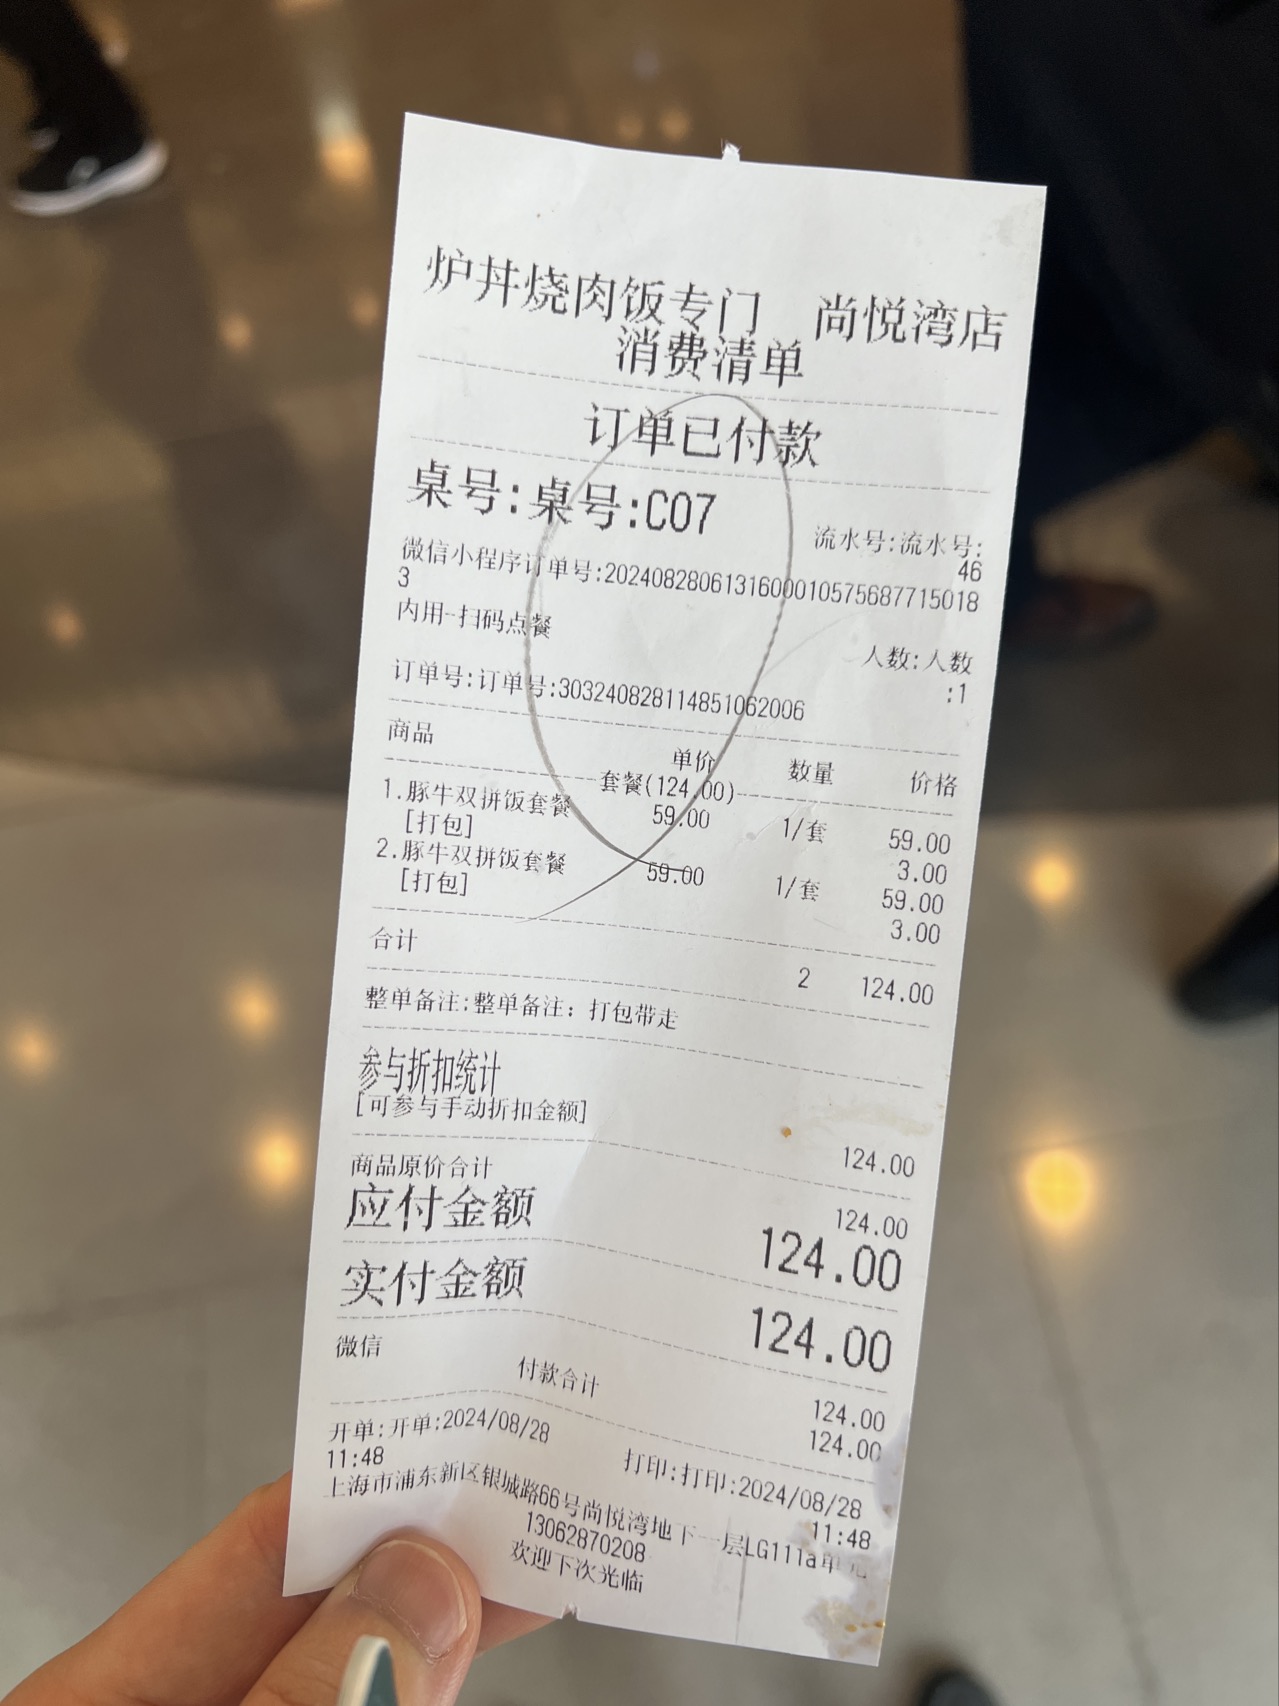 炉丼烧肉饭专门 尚悦湾店
消费清单
订单已付款
桌号:桌号:C07
流水号:流水号:
46
微信小程序订单号:2024082806131600010575687715018
3
内用-扫码点餐
人数:人数
:1
订单号:订单号:303240828114851062006
商品 单价 数量 价格
套餐(124.00)
1.豚牛双拼饭套餐 59.00 1/套 59.00
[打包] 3.00
2.豚牛双拼饭套餐 59.00 1/套 59.00
[打包] 3.00
合计 2 124.00
整单备注:整单备注: 打包带走
参与折扣统计
[可参与手动折扣金额]
124.00
商品原价合计 124.00
应付金额 124.00
实付金额 124.00
微信 124.00
付款合计 124.00
开单:开单:2024/08/28
11:48
打印:打印:2024/08/28
11:48
上海市浦东新区银城路66号尚悦湾地下一层LG111a单元
13062870208
欢迎下次光临